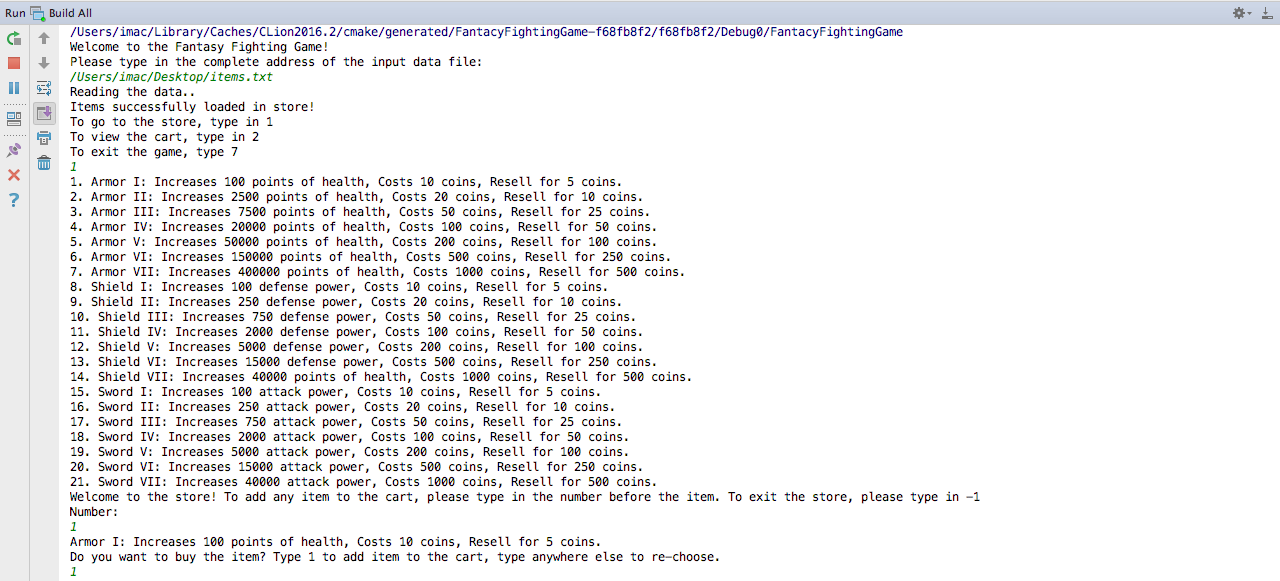 Run Build All
/Users/imac/Library/Caches/CLion2016.2/cmake/generated/FantacyFightingGame-f68fb8f2/f68fb8f2/Debug0/FantacyFightingGame
Welcome to the Fantasy Fighting Game!
Please type in the complete address of the input data file:
/Users/imac/Desktop/items.txt
Reading the data..
Items successfully loaded in store!
To go to the store, type in 1
To view the cart, type in 2
To exit the game, type 7
1
1. Armor I: Increases 100 points of health, Costs 10 coins, Resell for 5 coins.
2. Armor II: Increases 2500 points of health, Costs 20 coins, Resell for 10 coins.
3. Armor III: Increases 7500 points of health, Costs 50 coins, Resell for 25 coins.
4. Armor IV: Increases 20000 points of health, Costs 100 coins, Resell for 50 coins.
5. Armor V: Increases 50000 points of health, Costs 200 coins, Resell for 100 coins.
6. Armor VI: Increases 150000 points of health, Costs 500 coins, Resell for 250 coins.
7. Armor VII: Increases 400000 points of health, Costs 1000 coins, Resell for 500 coins.
8. Shield I: Increases 100 defense power, Costs 10 coins, Resell for 5 coins.
9. Shield II: Increases 250 defense power, Costs 20 coins, Resell for 10 coins.
10. Shield III: Increases 750 defense power, Costs 50 coins, Resell for 25 coins.
11. Shield IV: Increases 2000 defense power, Costs 100 coins, Resell for 50 coins.
12. Shield V: Increases 5000 defense power, Costs 200 coins, Resell for 100 coins.
13. Shield VI: Increases 15000 defense power, Costs 500 coins, Resell for 250 coins.
14. Shield VII: Increases 40000 points of health, Costs 1000 coins, Resell for 500 coins.
15. Sword I: Increases 100 attack power, Costs 10 coins, Resell for 5 coins.
16. Sword II: Increases 250 attack power, Costs 20 coins, Resell for 10 coins.
17. Sword III: Increases 750 attack power, Costs 50 coins, Resell for 25 coins.
18. Sword IV: Increases 2000 attack power, Costs 100 coins, Resell for 50 coins.
19. Sword V: Increases 5000 attack power, Costs 200 coins, Resell for 100 coins.
20. Sword VI: Increases 15000 attack power, Costs 500 coins, Resell for 250 coins.
21. Sword VII: Increases 40000 attack power, Costs 1000 coins, Resell for 500 coins.
Welcome to the store! To add any item to the cart, please type in the number before the item. To exit the store, please type in -1
Number:
1
Armor I: Increases 100 points of health, Costs 10 coins, Resell for 5 coins.
Do you want to buy the item? Type 1 to add item to the cart, type anywhere else to re-choose.
1